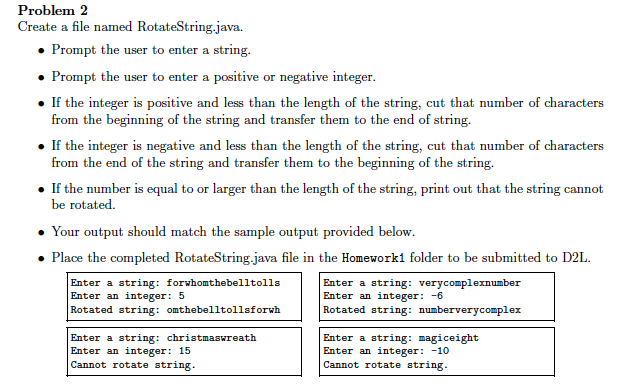 Problem 2
Create a file named RotateString.java.
• Prompt the user to enter a string.
• Prompt the user to enter a positive or negative integer.
• If the integer is positive and less than the length of the string, cut that number of characters
from the beginning of the string and transfer them to the end of string.
• If the integer is negative and less than the length of the string, cut that number of characters
from the end of the string and transfer them to the beginning of the string.
• If the number is equal to or larger than the length of the string, print out that the string cannot
be rotated.
• Your output should match the sample output provided below.
• Place the completed RotateString.java file in the Homework1 folder to be submitted to D2L.
Enter a string: forwhomthebelltolls
Enter an integer: 5
Rotated string: omthebelltollsforwh
Enter a string: verycomplexnumber
Enter an integer: -6
Rotated string: numberverycomplex
Enter a string: christmaswreath
Enter an integer: 15
Cannot rotate string.
Enter a string: magiceight
Enter an integer: -10
Cannot rotate string.